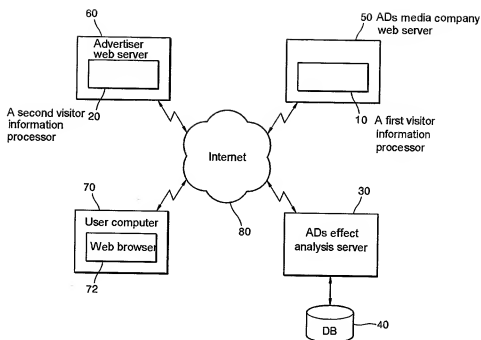 60
Advertiser
web server
20
A second visitor
information
processor
50 ADs media company
web server
10
A first visitor
information
processor
Internet
80
70
User computer
Web browser
72
30
ADs effect
analysis server
DB
40